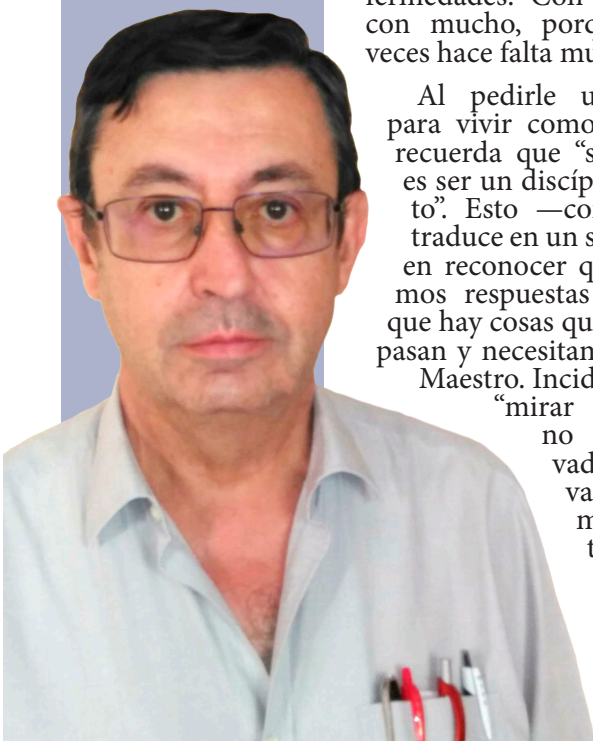 fermedades. Con
con mucho, porq
veces hace falta mu
Al pedirle u
para vivir como
recuerda que “s
es ser un discíp
to”. Esto —co
traduce en un s
en reconocer q
mos respuestas
que hay cosas qu
pasan y necesitan
Maestro. Incid
“mirar
no
vad
va
m
t